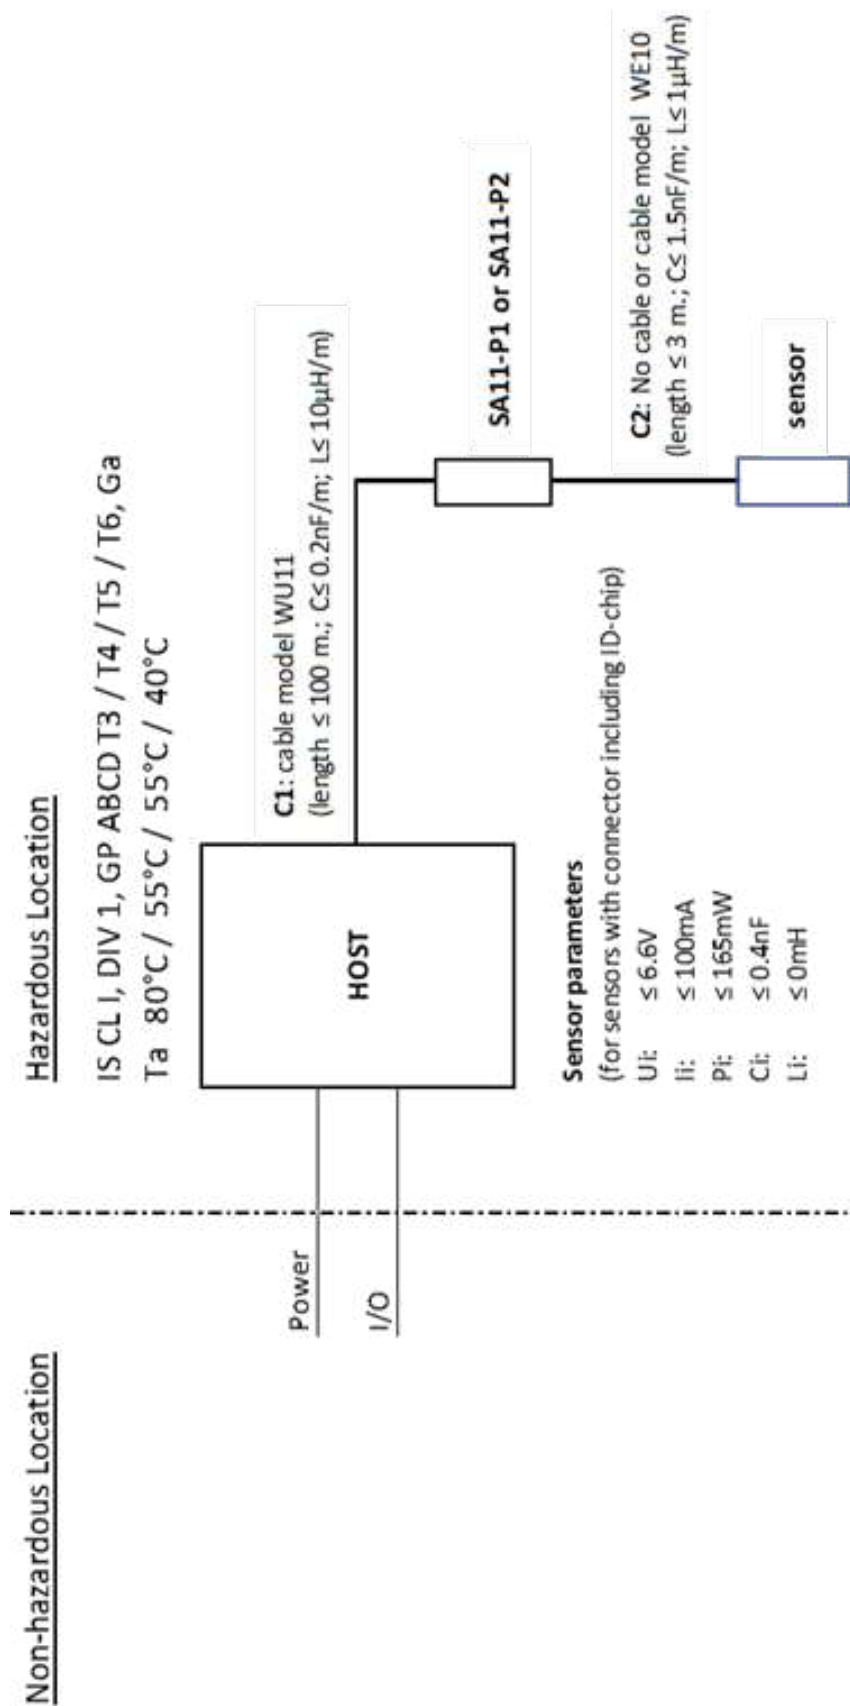 Non-hazardous Location
Hazardous Location
IS CL I, DIV 1, GP ABCD T3 / T4 / T5 / T6, Ga
Ta 80°C / 55°C / 55°C / 40°C
Power
I/O
HOST
C1: cable model WU11
(length ≤ 100 m.; C≤ 0.2nF/m; L≤ 10µH/m)
SA11-P1 or SA11-P2
C2: No cable or cable model WE10
(length ≤ 3 m.; C≤ 1.5nF/m; L≤ 1µH/m)
sensor
Sensor parameters
(for sensors with connector including ID-chip)
Ui: ≤ 6.6V
Ii: ≤ 100mA
Pi: ≤ 165mW
Ci: ≤ 0.4nF
Li: ≤ 0mH